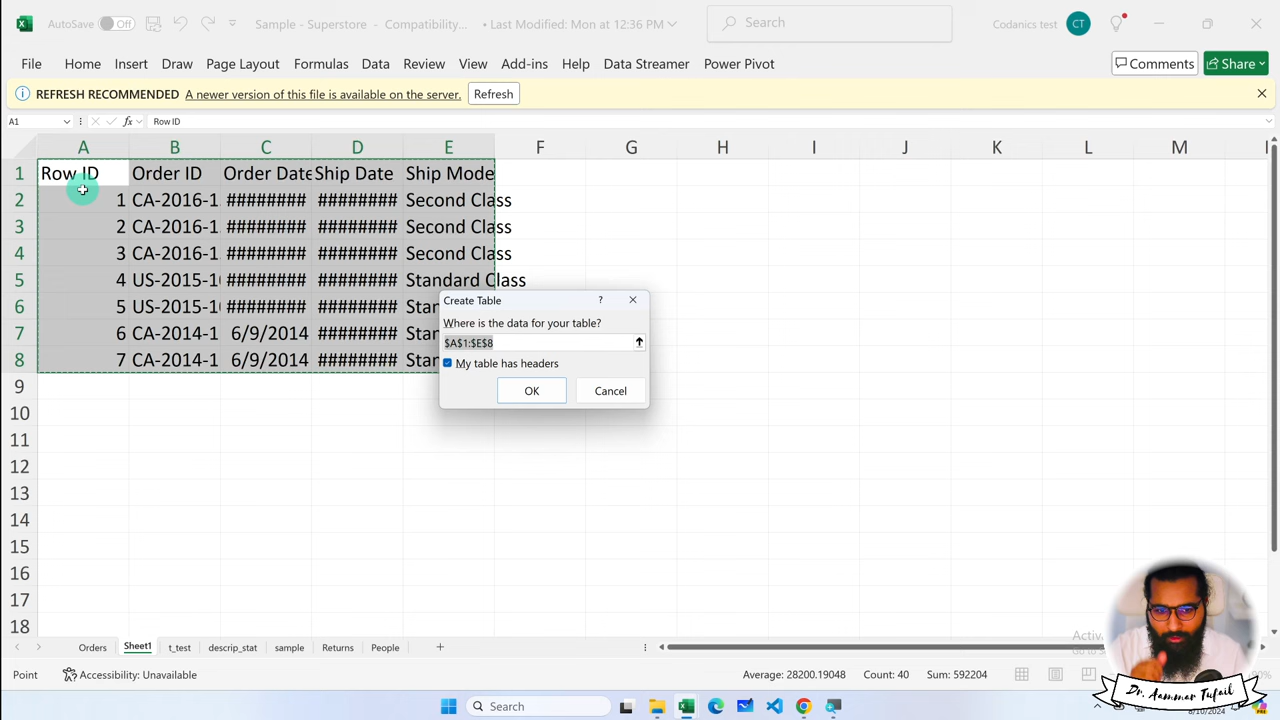 AutoSave Off Sample - Superstore - Compatibility... • Last Modified: Mon at 12:36 PM Search Codanics test CT
File Home Insert Draw Page Layout Formulas Data Review View Add-ins Help Data Streamer Power Pivot Comments Share
REFRESH RECOMMENDED A newer version of this file is available on the server. Refresh
A1 fx Row ID
A B C D E F G H I J K L M
1 Row ID Order ID Order Date Ship Date Ship Mode
2 1 CA-2016-1 ######## ######## Second Class
3 2 CA-2016-1 ######## ######## Second Class
4 3 CA-2016-1 ######## ######## Second Class
5 4 US-2015-10 ######## ######## Standard Class
6 5 US-2015-10 ######## ######## Stan
7 6 CA-2014-1 6/9/2014 ######## Stan
8 7 CA-2014-1 6/9/2014 ######## Stan
9
10
11
12
13
14
15
16
17
18
Create Table ?
Where is the data for your table?
$A$1:$E$8
My table has headers
OK Cancel
Orders Sheet1 t_test descrip_stat sample Returns People +
Point Accessibility: Unavailable Average: 28200.19048 Count: 40 Sum: 592204
Search
Dr. Aammar Tufail
8/10/2024